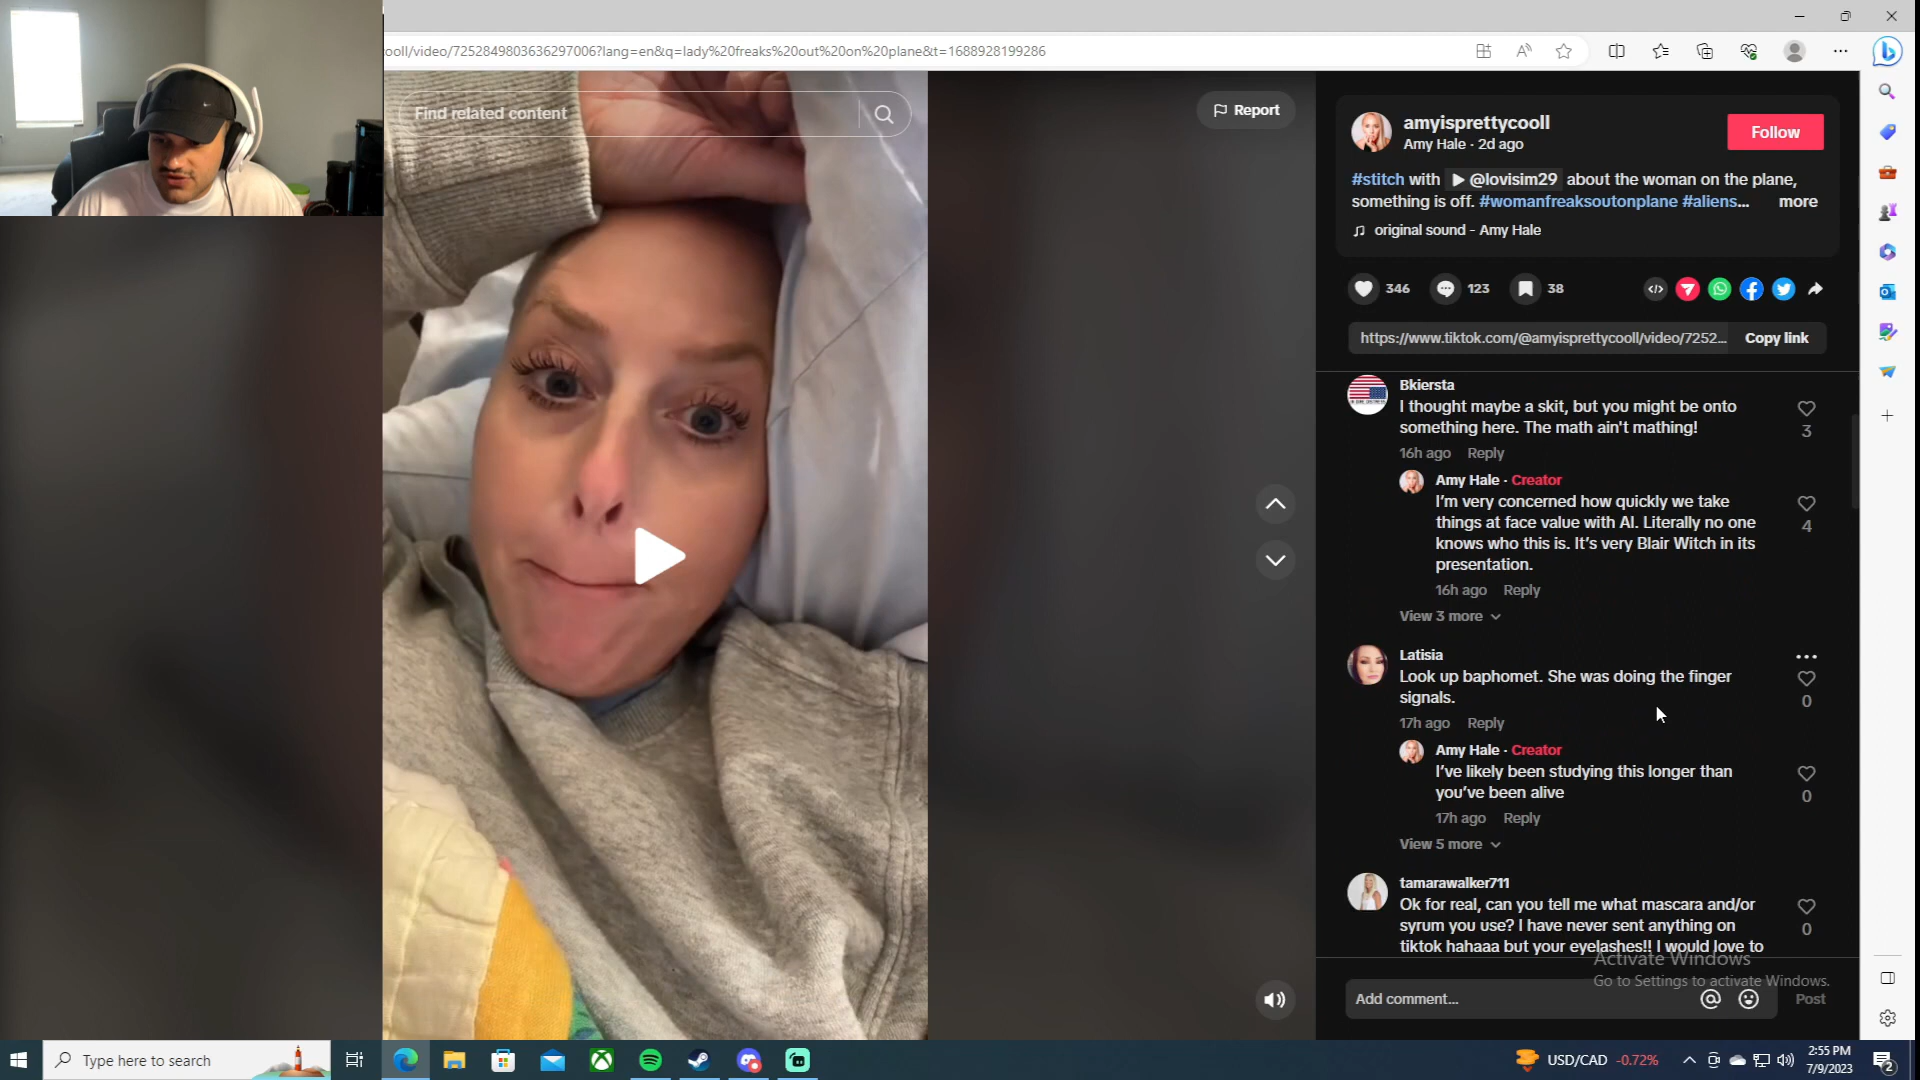 ooll/video/7252849803636297006?lang=en&q=lady%20freaks%20out%20on%20plane&t=1688928199286
Find related content
Report
amyisprettycooll
Amy Hale · 2d ago
Follow
#stitch with ▶ @lovisim29 about the woman on the plane,
something is off. #womanfreaksoutonplane #aliens... more
♫ original sound - Amy Hale
346
123
38
https://www.tiktok.com/@amyisprettycooll/video/7252...
Copy link
Bkiersta
I thought maybe a skit, but you might be onto
something here. The math ain't mathing!
3
16h ago Reply
Amy Hale · Creator
I'm very concerned how quickly we take
things at face value with AI. Literally no one
knows who this is. It's very Blair Witch in its
presentation.
4
16h ago Reply
View 3 more
Latisia
Look up baphomet. She was doing the finger
signals.
0
17h ago Reply
Amy Hale · Creator
I've likely been studying this longer than
you've been alive
0
17h ago Reply
View 5 more
tamarawalker711
Ok for real, can you tell me what mascara and/or
syrum you use? I have never sent anything on
tiktok hahaaa but your eyelashes!! I would love to
0
Activate Windows
Go to Settings to activate Windows.
Add comment...
Post
Type here to search
USD/CAD -0.72%
2:55 PM
7/9/2023
2